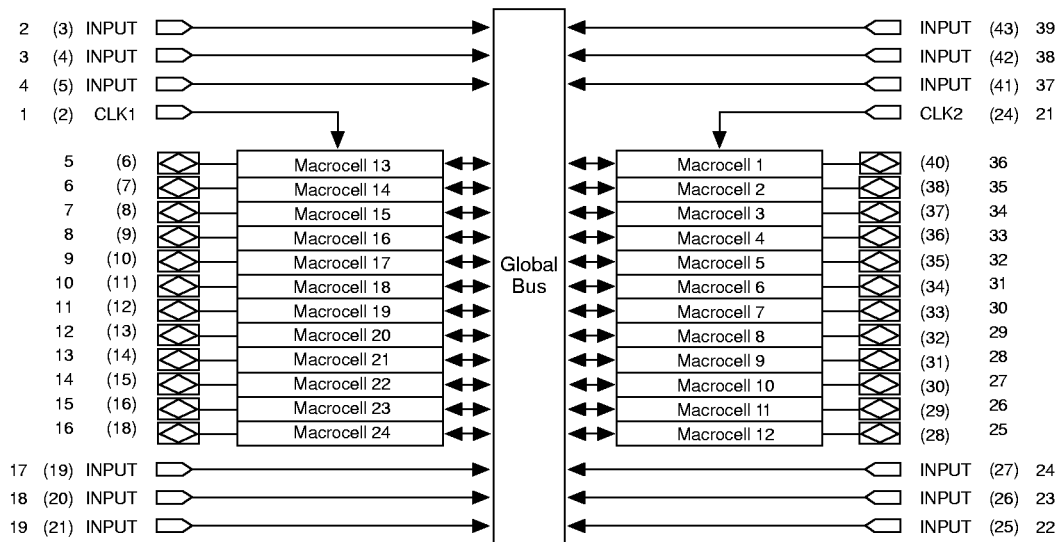 2 (3) INPUT INPUT (43) 39
3 (4) INPUT INPUT (42) 38
4 (5) INPUT INPUT (41) 37
1 (2) CLK1 CLK2 (24) 21
5 (6) Macrocell 13 Macrocell 1 (40) 36
6 (7) Macrocell 14 Macrocell 2 (38) 35
7 (8) Macrocell 15 Macrocell 3 (37) 34
8 (9) Macrocell 16 Macrocell 4 (36) 33
9 (10) Macrocell 17 Global Macrocell 5 (35) 32
10 (11) Macrocell 18 Bus Macrocell 6 (34) 31
11 (12) Macrocell 19 Macrocell 7 (33) 30
12 (13) Macrocell 20 Macrocell 8 (32) 29
13 (14) Macrocell 21 Macrocell 9 (31) 28
14 (15) Macrocell 22 Macrocell 10 (30) 27
15 (16) Macrocell 23 Macrocell 11 (29) 26
16 (18) Macrocell 24 Macrocell 12 (28) 25
17 (19) INPUT INPUT (27) 24
18 (20) INPUT INPUT (26) 23
19 (21) INPUT INPUT (25) 22